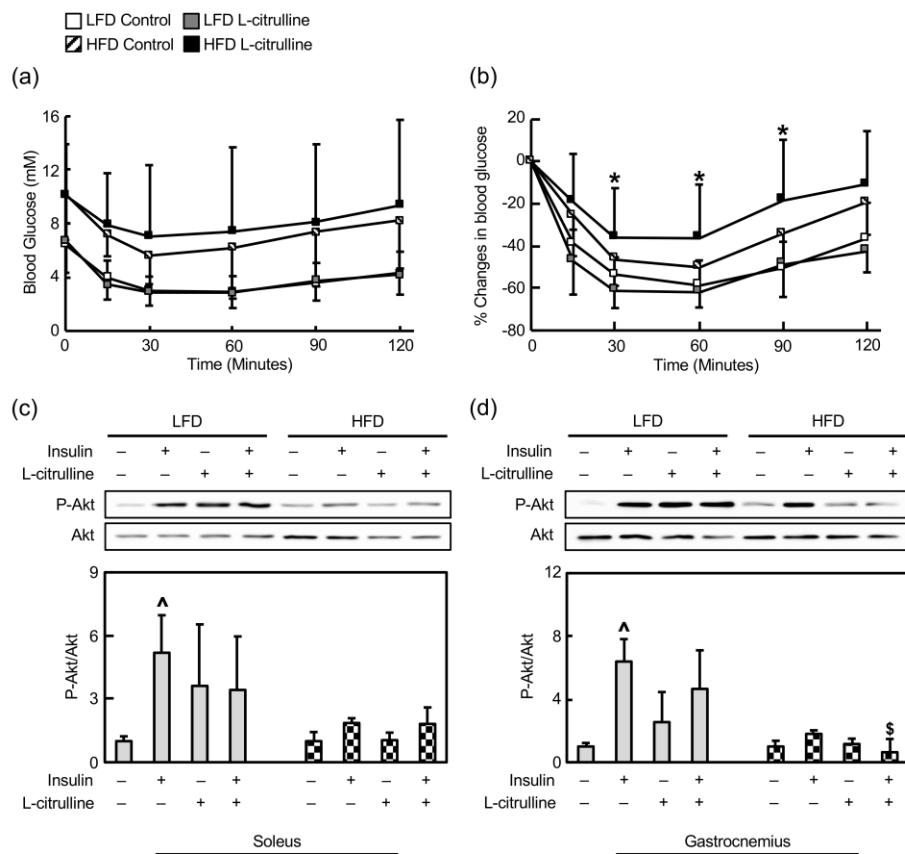 LFD Control LFD L-citrulline
HFD Control HFD L-citrulline
(a)
16
12
8
4
0
Blood Glucose (mM)
0 30 60 90 120
Time (Minutes)
(b)
20
0
-20
-40
-60
-80
% Changes in blood glucose
* * *
0 30 60 90 120
Time (Minutes)
(c)
LFD HFD
Insulin – + – + – + – +
L-citrulline – – + + – – + +
P-Akt
Akt
9
6
3
0
P-Akt/Akt
^
Insulin – + – + – + – +
L-citrulline – – + + – – + +
Soleus
(d)
LFD HFD
Insulin – + – + – + – +
L-citrulline – – + + – – + +
P-Akt
Akt
12
8
4
0
P-Akt/Akt
^
$
Insulin – + – + – + – +
L-citrulline – – + + – – + +
Gastrocnemius